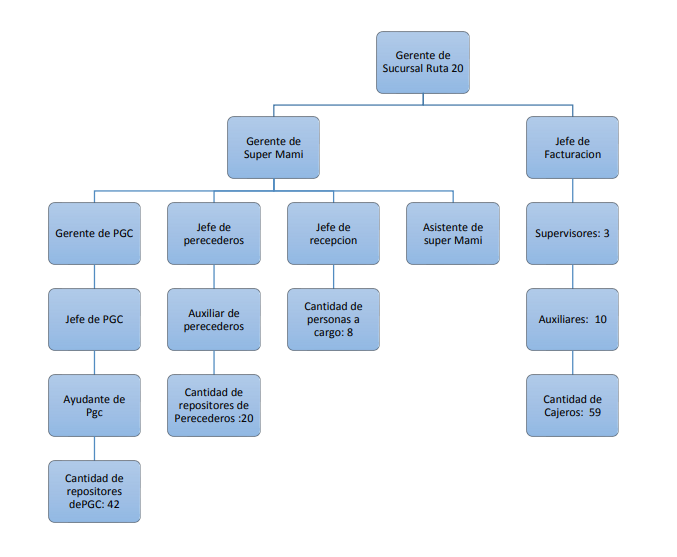 Gerente de
Sucursal Ruta 20
Gerente de
Super Mami
Jefe de
Facturacion
Gerente de PGC
Jefe de
perecederos
Jefe de
recepcion
Asistente de
super Mami
Supervisores: 3
Jefe de PGC
Auxiliar de
perecederos
Cantidad de
personas a
cargo: 8
Auxiliares:  10
Ayudante de
Pgc
Cantidad de
repositores de
Perecederos :20
Cantidad de
Cajeros:  59
Cantidad de
repositores
dePGC: 42